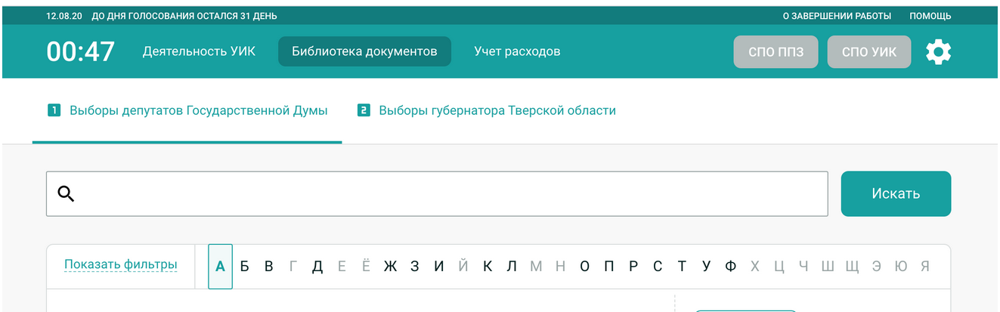 12.08.20 ДО ДНЯ ГОЛОСОВАНИЯ ОСТАЛСЯ 31 ДЕНЬ О ЗАВЕРШЕНИИ РАБОТЫ ПОМОЩЬ
00:47 Деятельность УИК Библиотека документов Учет расходов СПО ППЗ СПО УИК
1 Выборы депутатов Государственной Думы 2 Выборы губернатора Тверской области
Искать
Показать фильтры А Б В Г Д Е Ё Ж З И Й К Л М Н О П Р С Т У Ф Х Ц Ч Ш Щ Э Ю Я